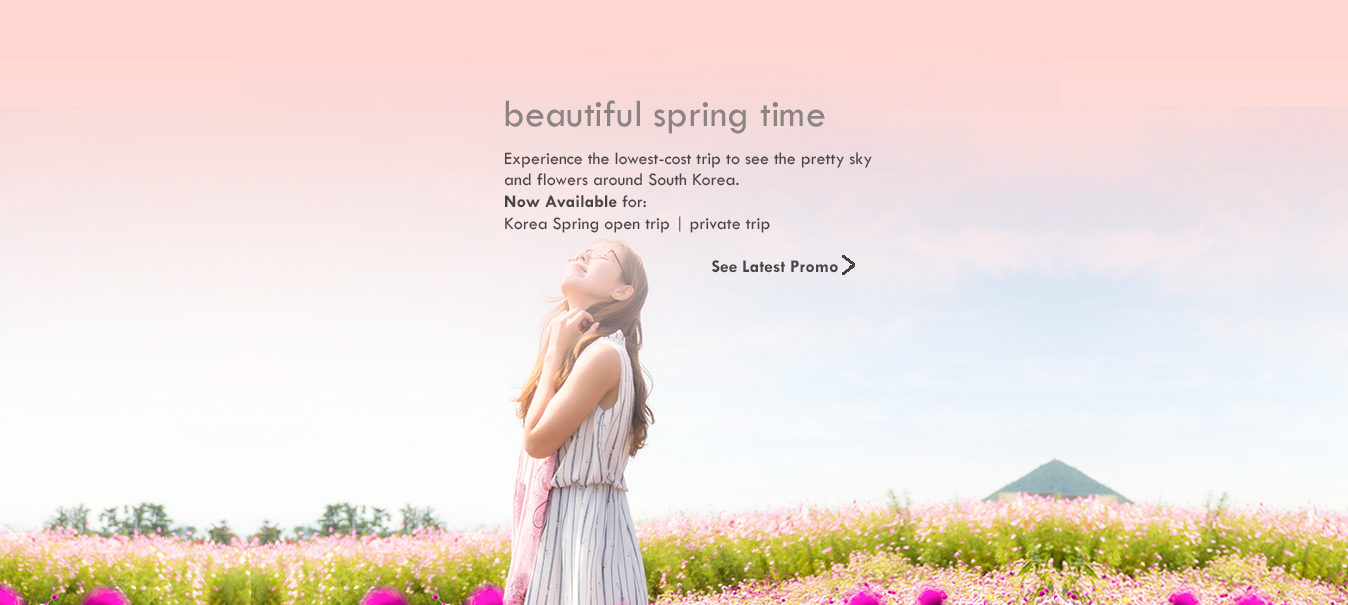 beautiful spring time
Experience the lowest-cost trip to see the pretty sky
and flowers around South Korea.
Now Available for:
Korea Spring open trip | private trip
See Latest Promo